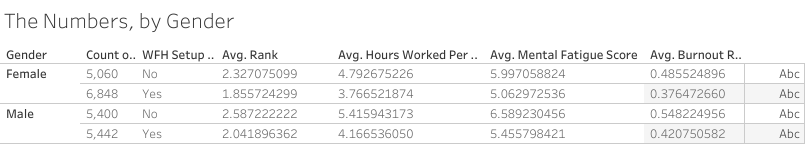 The Numbers, by Gender
Gender Count o.. WFH Setup .. Avg. Rank Avg. Hours Worked Per .. Avg. Mental Fatigue Score Avg. Burnout R..
Female 5,060 No 2.327075099 4.792675226 5.997058824 0.485524896 Abc
6,848 Yes 1.855724299 3.766521874 5.062972536 0.376472660 Abc
Male 5,400 No 2.587222222 5.415943173 6.589230456 0.548224956 Abc
5,442 Yes 2.041896362 4.166536050 5.455798421 0.420750582 Abc